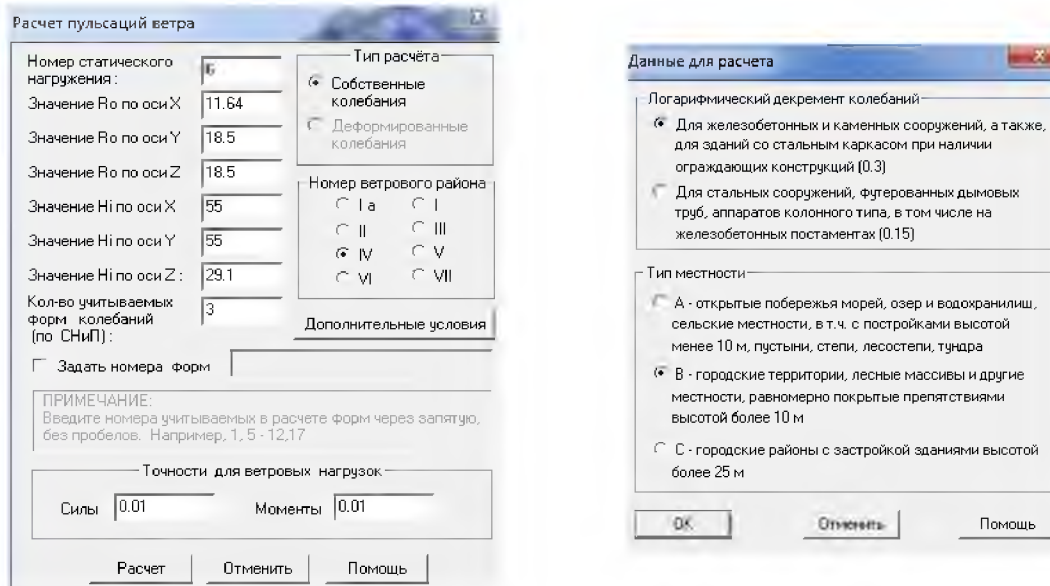 Расчет пульсаций ветра
Номер статического
нагружения :
6
Значение Ro по оси X
11.64
Значение Ro по оси Y
18.5
Значение Ro по оси Z
18.5
Значение Hi по оси X
55
Значение Hi по оси Y
55
Значение Hi по оси Z :
29.1
Кол-во учитываемых
форм колебаний
(по СНиП) :
3
Тип расчёта
Собственные
колебания
Деформированные
колебания
Номер ветрового района
I а
I
II
III
IV
V
VI
VII
Дополнительные условия
Задать номера форм
ПРИМЕЧАНИЕ:
Введите номера учитываемых в расчете форм через запятую,
без пробелов. Например, 1, 5 - 12,17
Точности для ветровых нагрузок
Силы 0.01 Моменты 0.01
Расчет Отменить Помощь
Данные для расчета
Логарифмический декремент колебаний
Для железобетонных и каменных сооружений, а также,
для зданий со стальным каркасом при наличии
ограждающих конструкций (0.3)
Для стальных сооружений, футерованных дымовых
труб, аппаратов колонного типа, в том числе на
железобетонных постаментах (0.15)
Тип местности
А - открытые побережья морей, озер и водохранилищ,
сельские местности, в т.ч. с постройками высотой
менее 10 м, пустыни, степи, лесостепи, тундра
В - городские территории, лесные массивы и другие
местности, равномерно покрытые препятствиями
высотой более 10 м
С - городские районы с застройкой зданиями высотой
более 25 м
OK Отменить Помощь